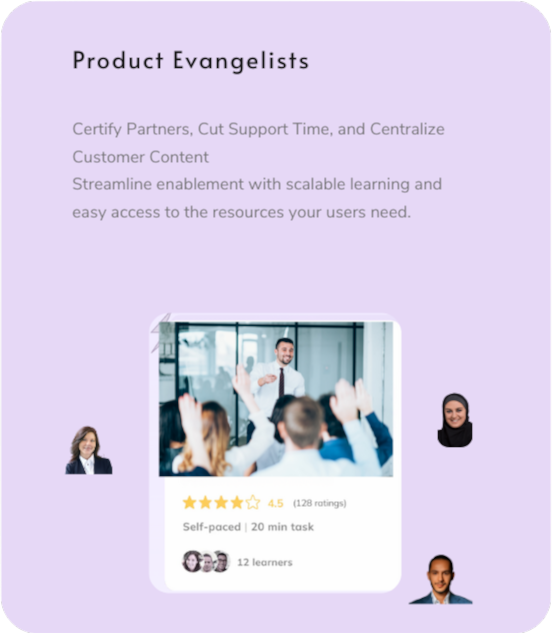 Product Evangelists
Certify Partners, Cut Support Time, and Centralize
Customer Content
Streamline enablement with scalable learning and
easy access to the resources your users need.
4.5 (128 ratings)
Self-paced | 20 min task
12 learners